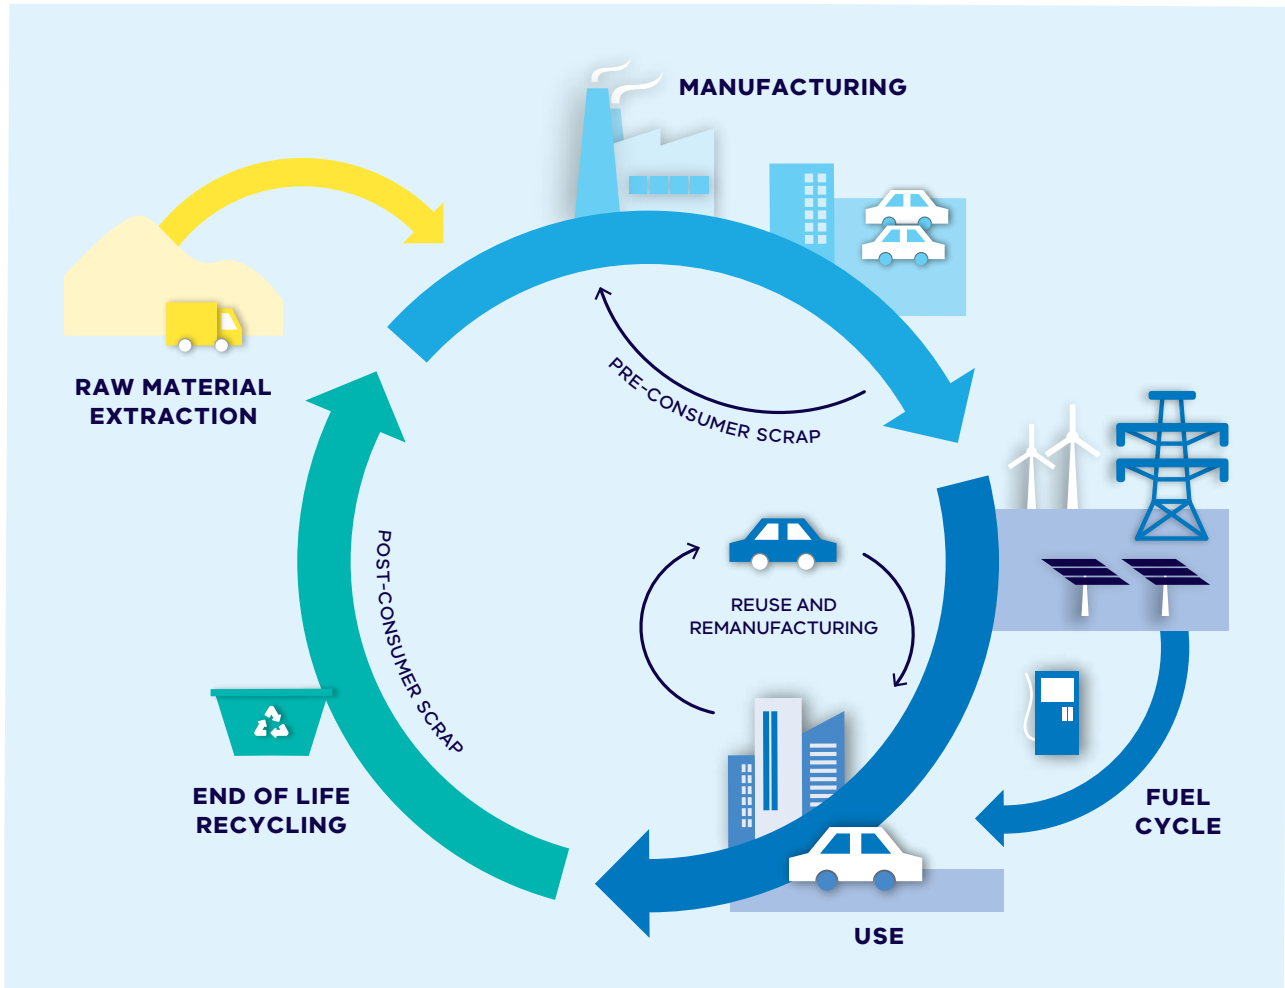 MANUFACTURING
RAW MATERIAL
EXTRACTION
PRE-CONSUMER SCRAP
REUSE AND
REMANUFACTURING
POST-CONSUMER SCRAP
END OF LIFE
RECYCLING
FUEL
CYCLE
USE